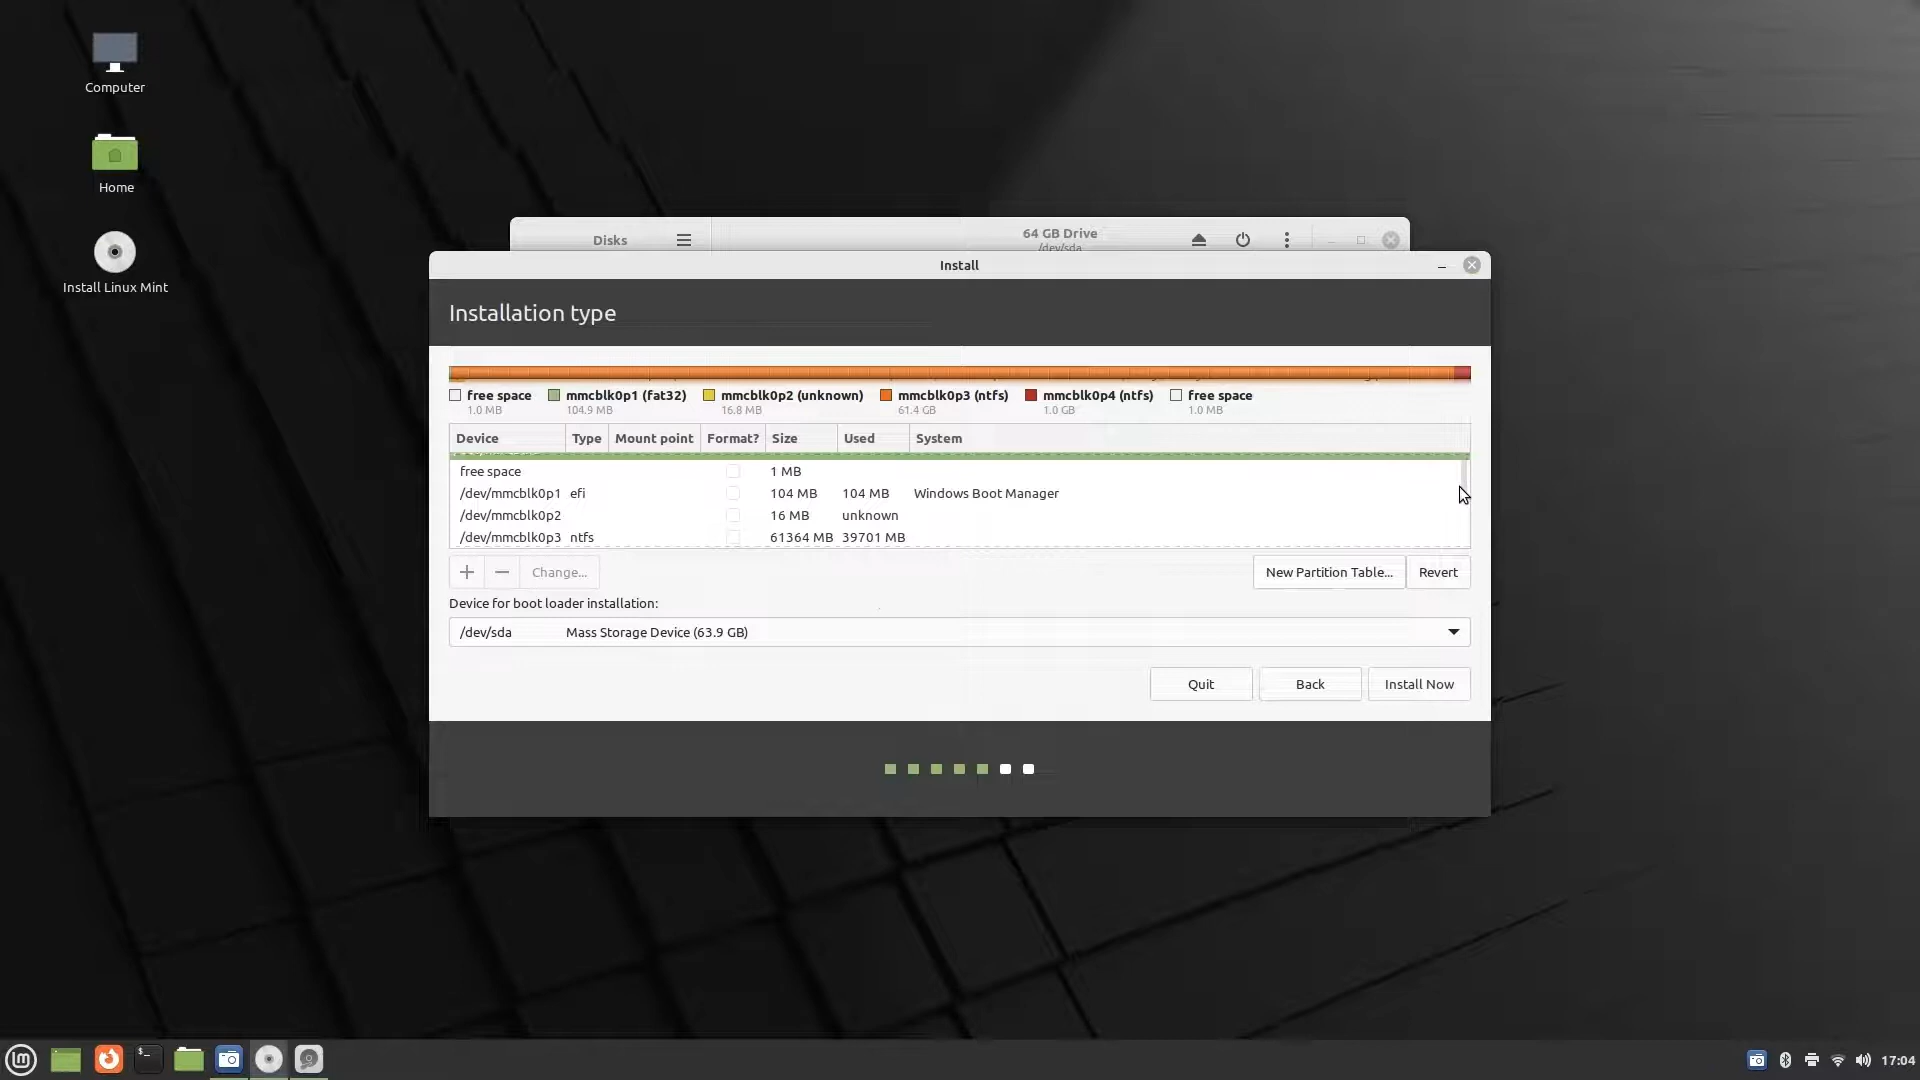 Computer
Home
Install Linux Mint
Disks
64 GB Drive
/dev/sda
Install
Installation type
free space mmcblk0p1 (fat32) mmcblk0p2 (unknown) mmcblk0p3 (ntfs) mmcblk0p4 (ntfs) free space
1.0 MB 104.9 MB 16.8 MB 61.4 GB 1.0 GB 1.0 MB
Device Type Mount point Format? Size Used System
free space 1 MB
/dev/mmcblk0p1 efi 104 MB 104 MB Windows Boot Manager
/dev/mmcblk0p2 16 MB unknown
/dev/mmcblk0p3 ntfs 61364 MB 39701 MB
+ − Change... New Partition Table... Revert
Device for boot loader installation:
/dev/sda Mass Storage Device (63.9 GB)
Quit Back Install Now
17:04